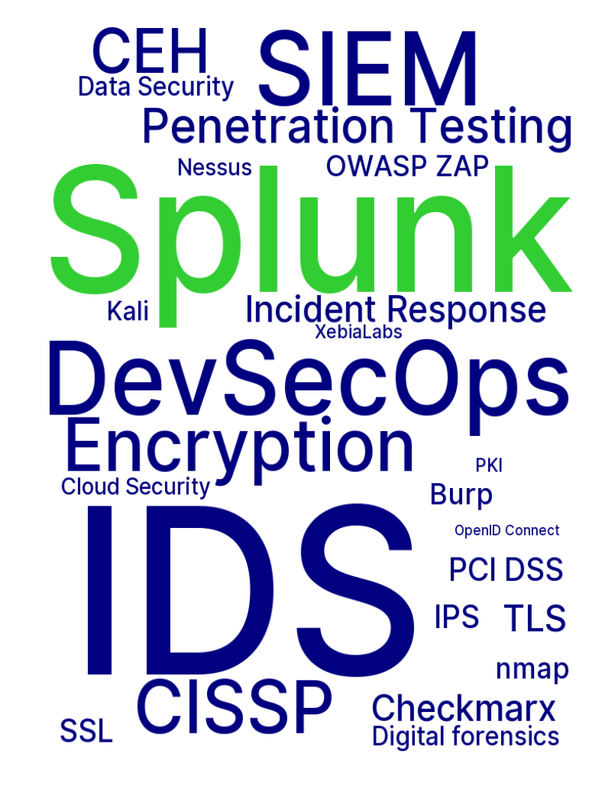 CEH
SIEM
Data Security
Penetration Testing
Nessus
OWASP ZAP
Splunk
Kali
Incident Response
XebiaLabs
DevSecOps
Encryption
PKI
Cloud Security
Burp
IDS
OpenID Connect
PCI DSS
IPS
TLS
nmap
CISSP
Checkmarx
SSL
Digital forensics